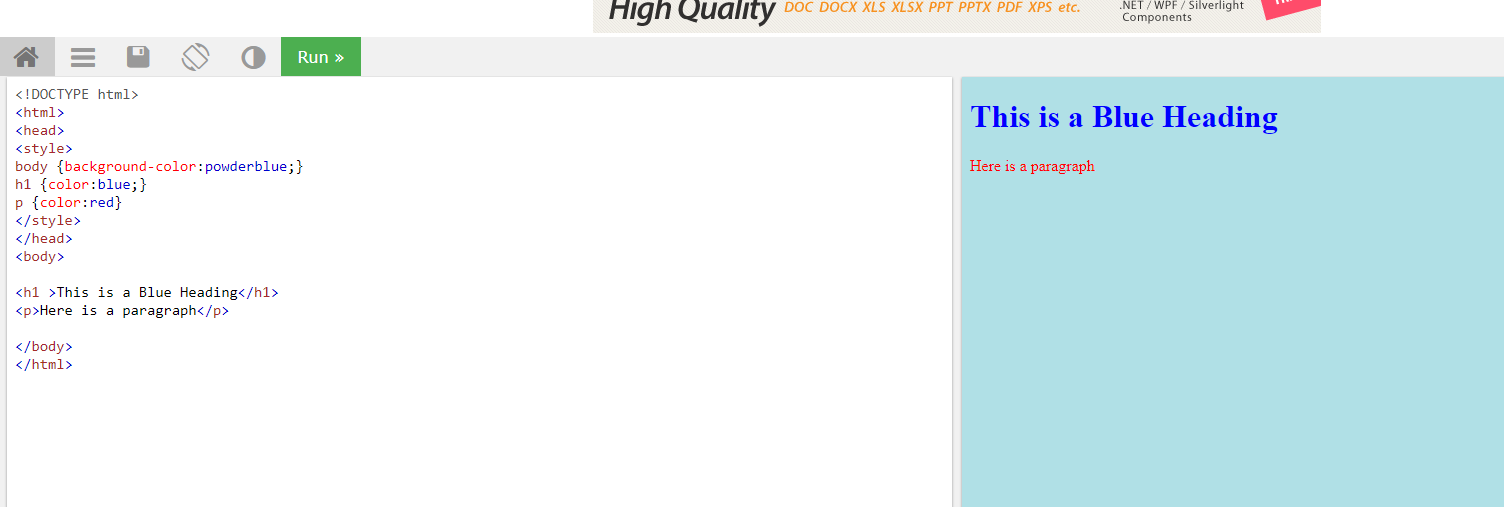 High Quality DOC DOCX XLS XLSX PPT PPTX PDF XPS etc.
.NET / WPF / Silverlight
Components
Run »
<!DOCTYPE html>
<html>
<head>
<style>
body {background-color:powderblue;}
h1 {color:blue;}
p {color:red}
</style>
</head>
<body>
<h1 >This is a Blue Heading</h1>
<p>Here is a paragraph</p>
</body>
</html>
This is a Blue Heading
Here is a paragraph